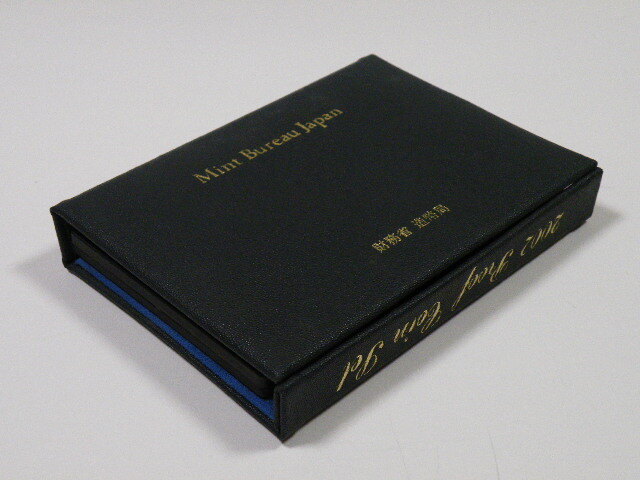 Mint Bureau Japan
財務省 造幣局
2002 Proof Coin Set